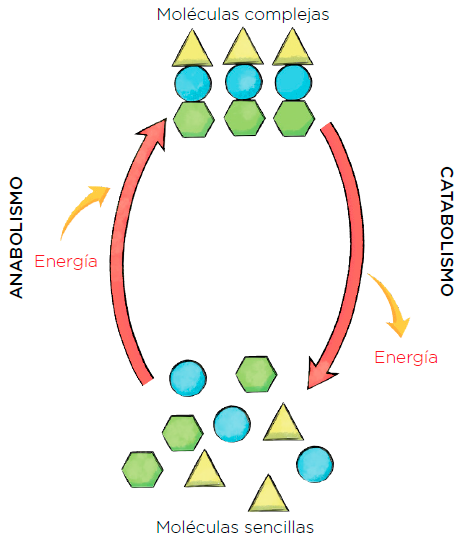 Moléculas complejas
ANABOLISMO
CATABOLISMO
Energía
Energía
Moléculas sencillas